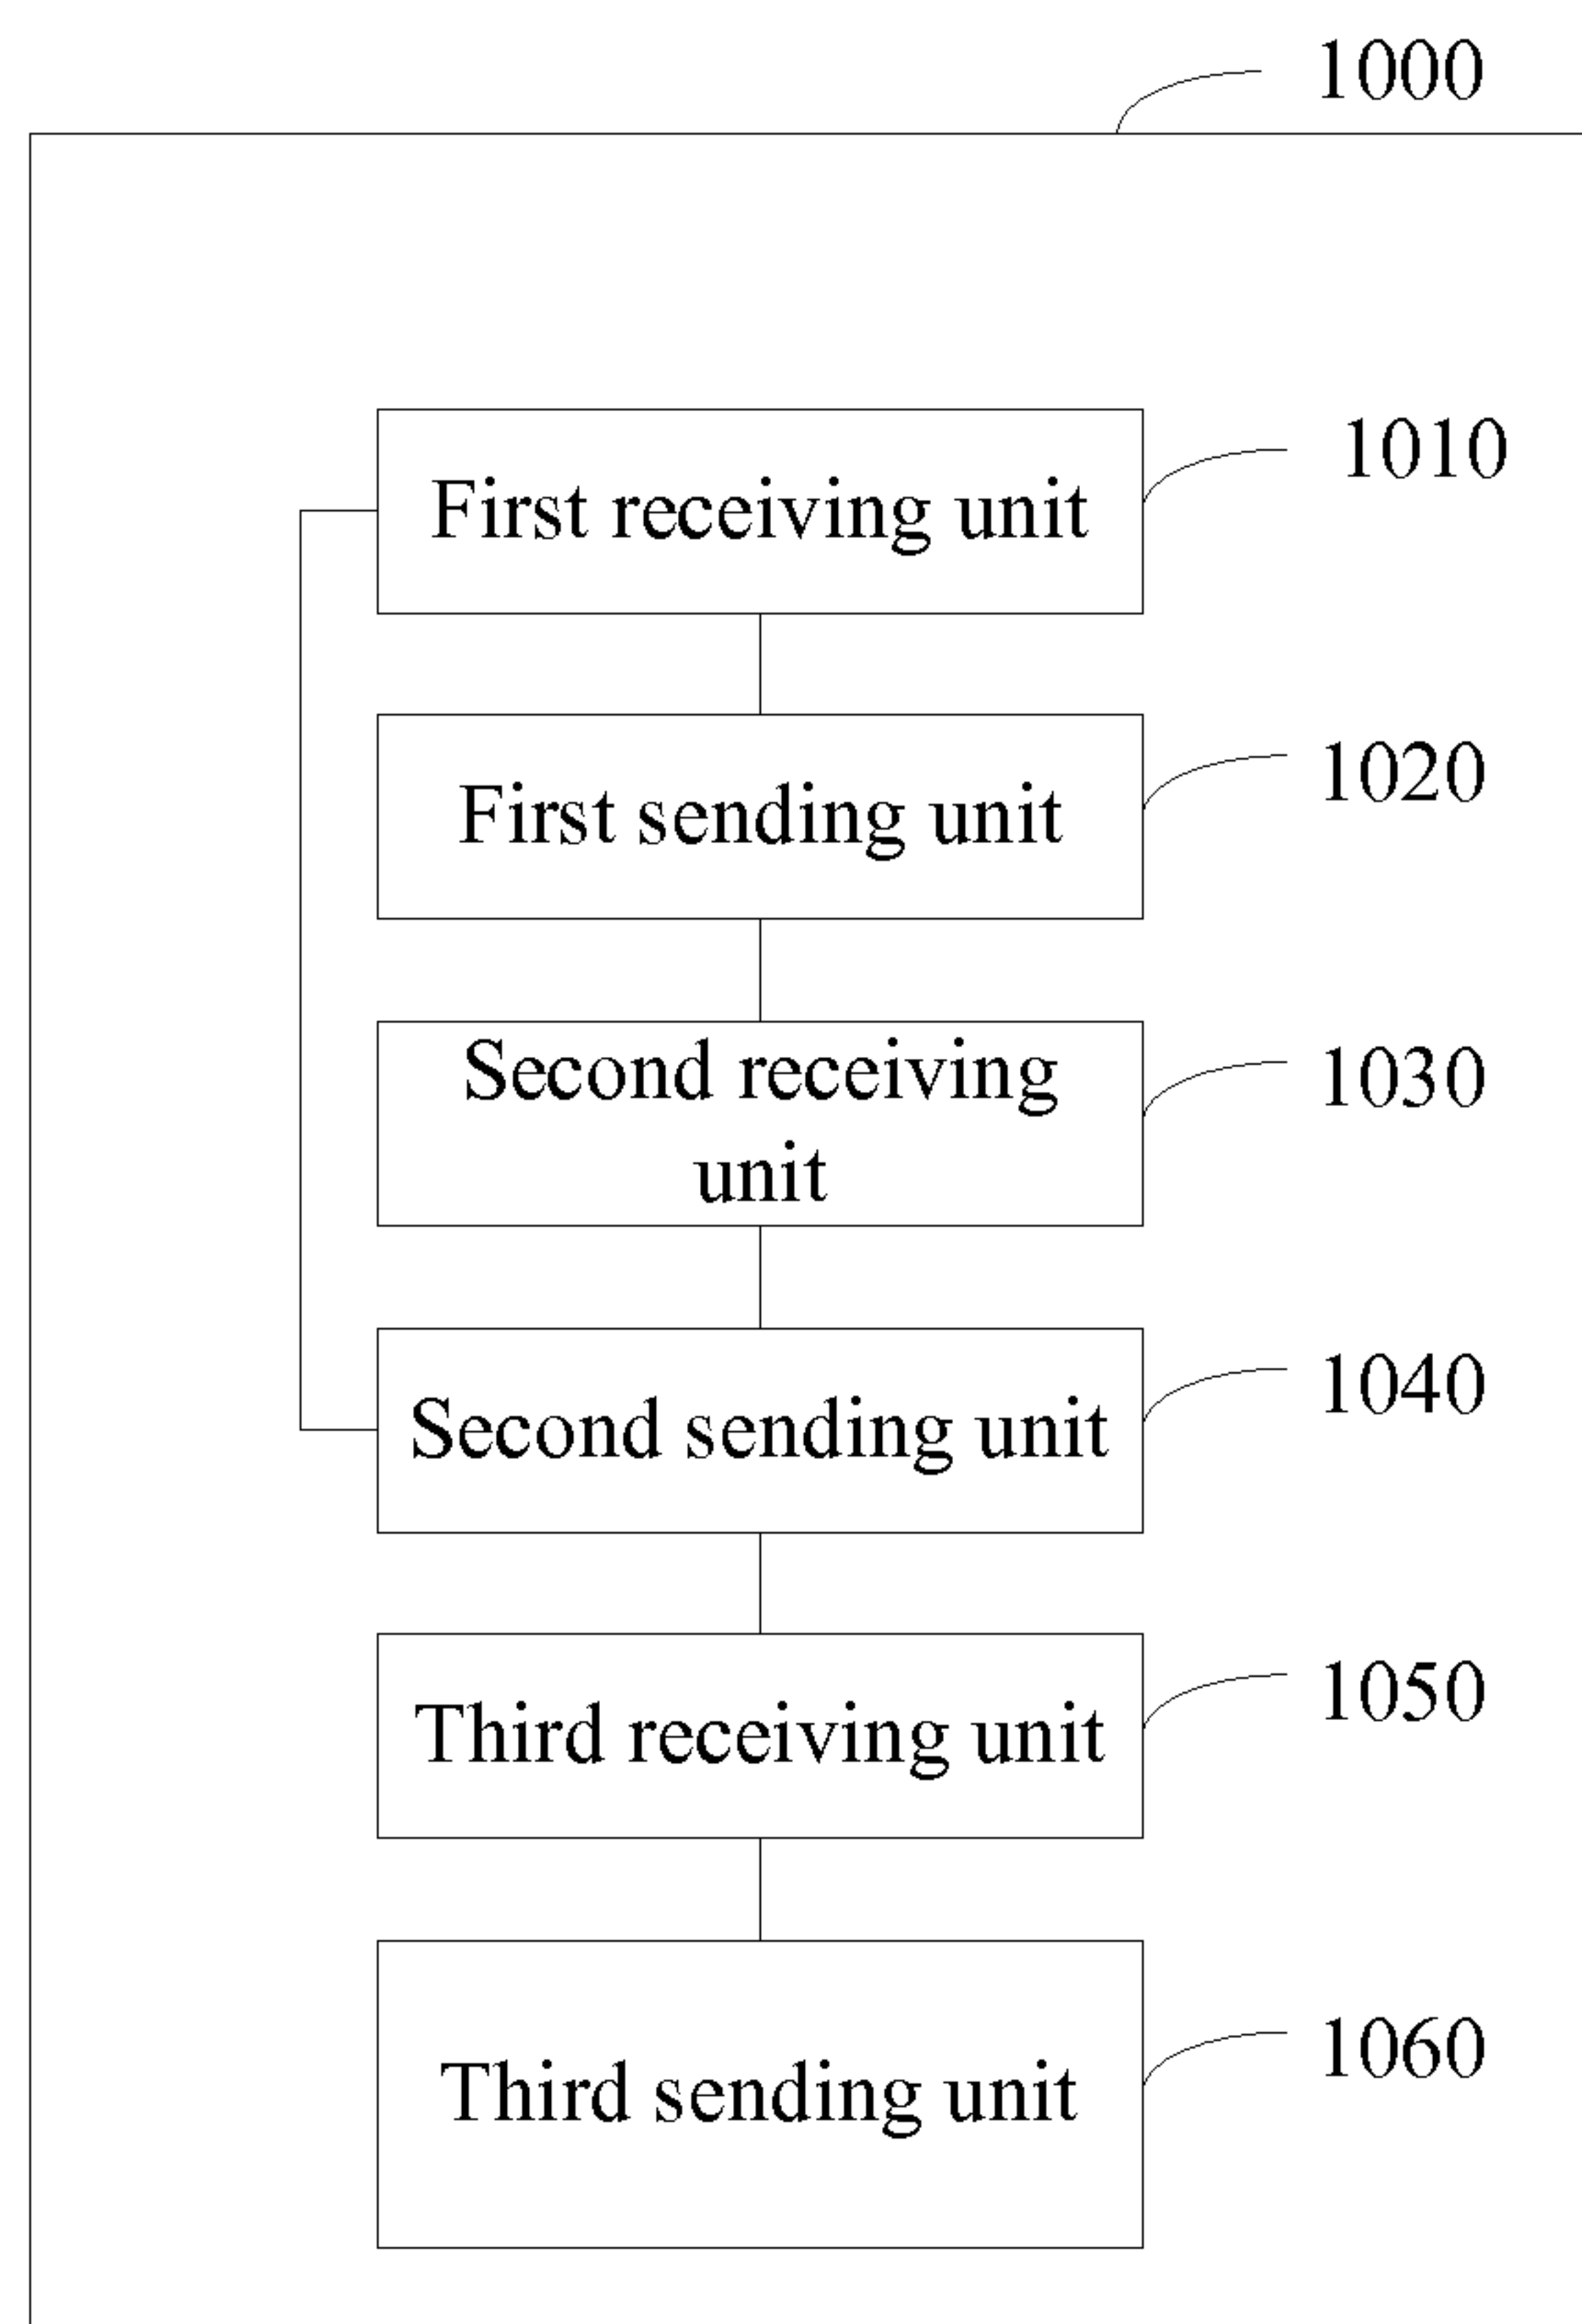 1000
First receiving unit
1010
First sending unit
1020
Second receiving
unit
1030
Second sending unit
1040
Third receiving unit
1050
Third sending unit
1060